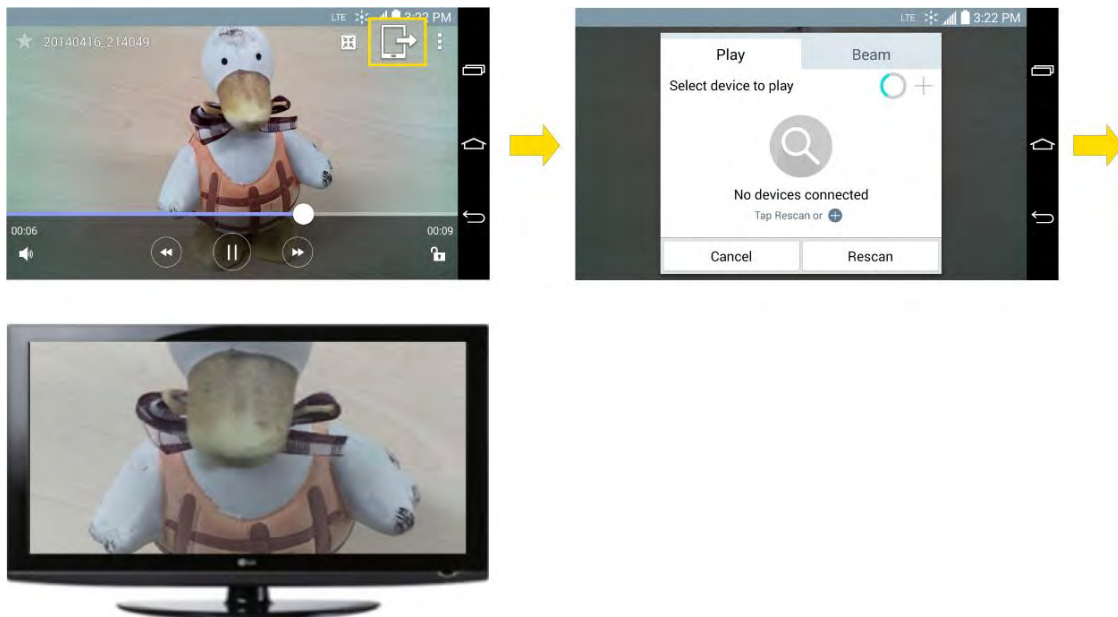 LTE 3:22 PM
20140416_214049
00:06
00:09
LTE 3:22 PM
Play
Beam
Select device to play
No devices connected
Tap Rescan or
Cancel
Rescan